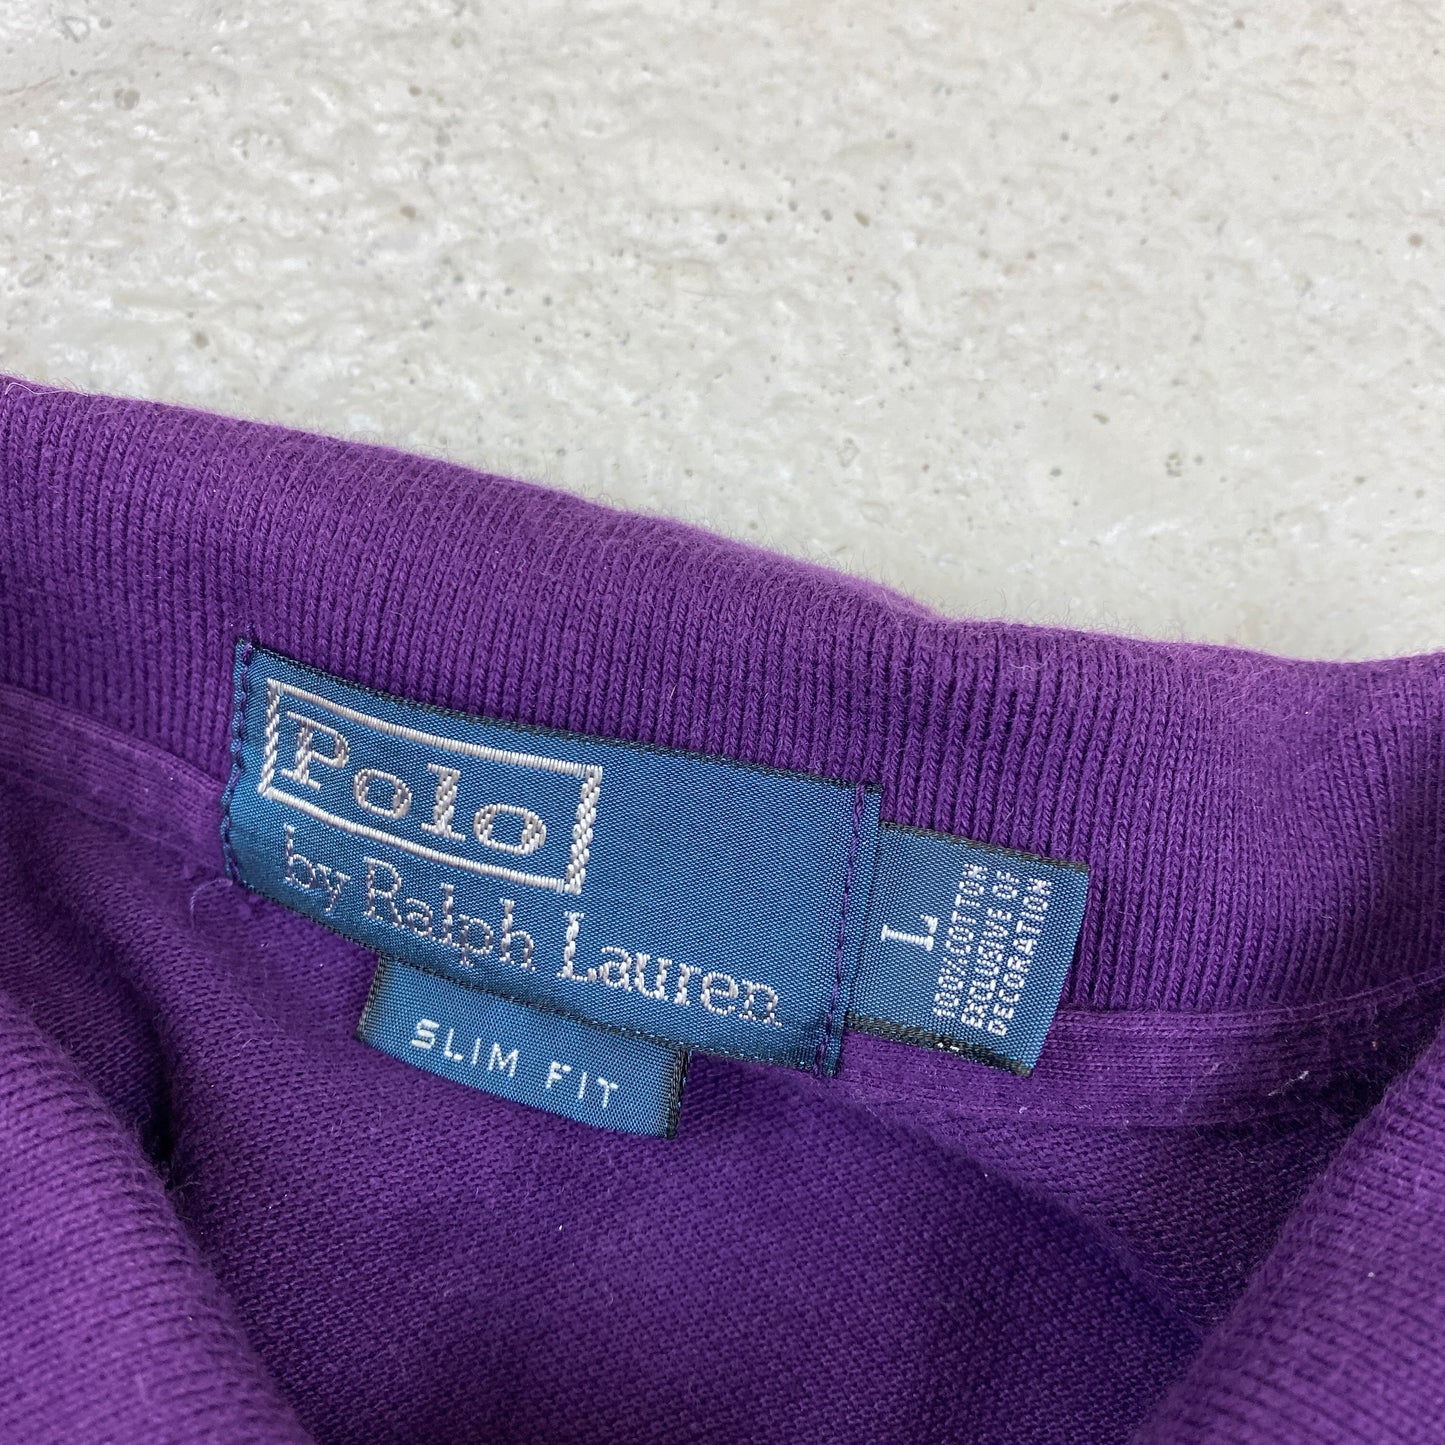 Polo
by Ralph Lauren
SLIM FIT
L
100%COTTON
EXCLUSIVE OF
DECORATION